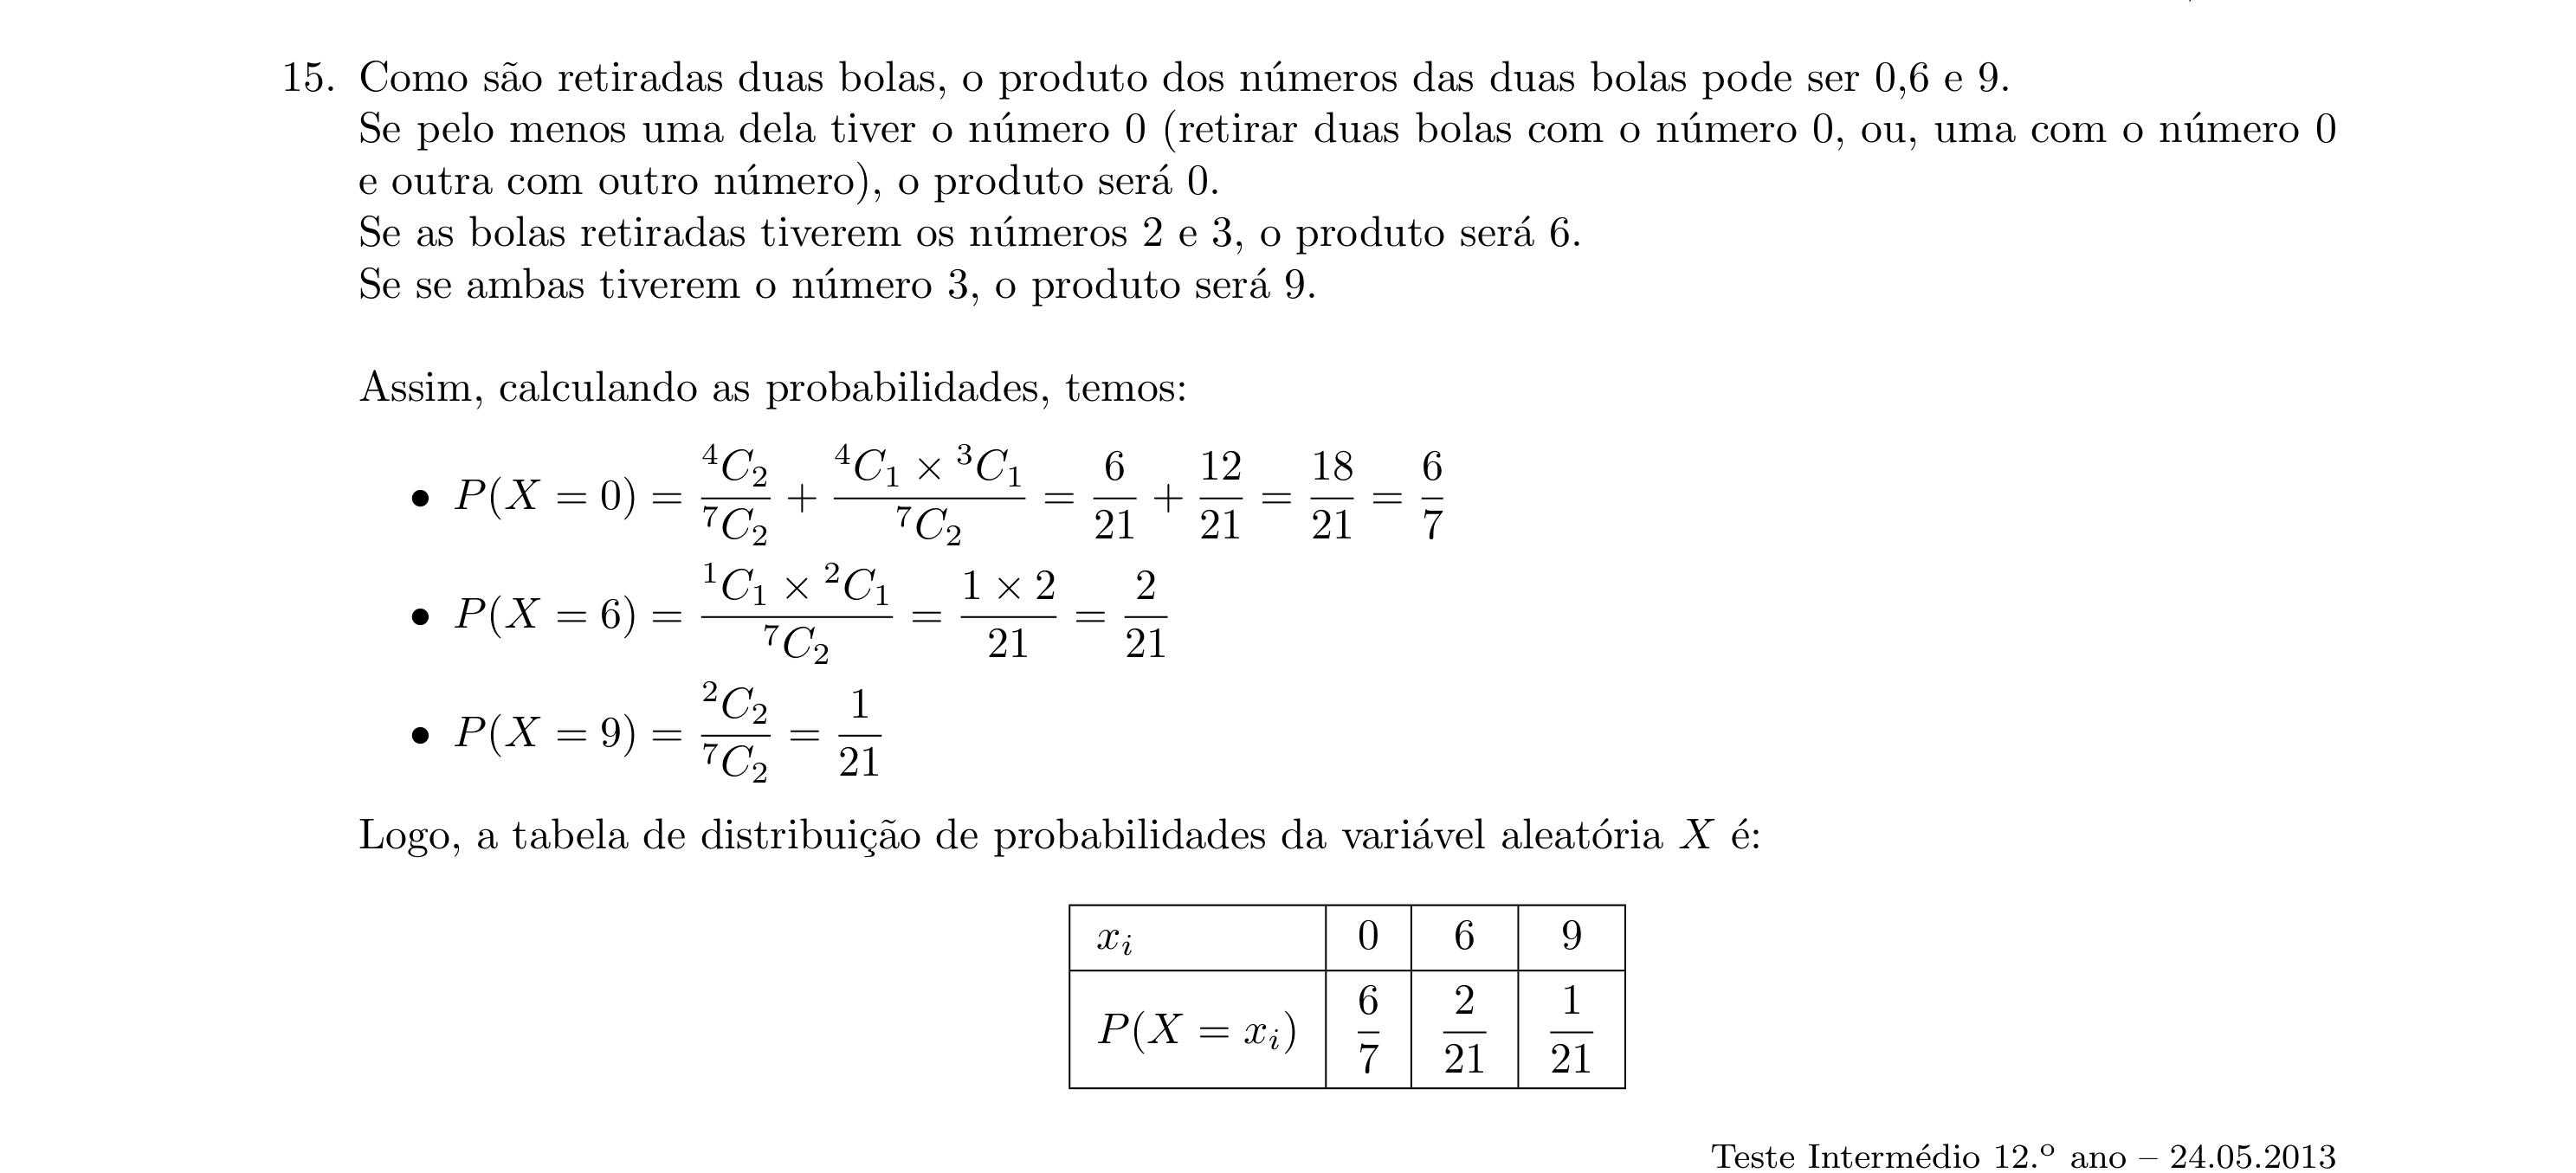 15. Como são retiradas duas bolas, o produto dos números das duas bolas pode ser 0,6 e 9.
Se pelo menos uma dela tiver o número 0 (retirar duas bolas com o número 0, ou, uma com o número 0
e outra com outro número), o produto será 0.
Se as bolas retiradas tiverem os números 2 e 3, o produto será 6.
Se se ambas tiverem o número 3, o produto será 9.
Assim, calculando as probabilidades, temos:
• $P(X = 0) = \frac{^4C_2}{^7C_2} + \frac{^4C_1 \times {}^3C_1}{^7C_2} = \frac{6}{21} + \frac{12}{21} = \frac{18}{21} = \frac{6}{7}$
• $P(X = 6) = \frac{^1C_1 \times {}^2C_1}{^7C_2} = \frac{1 \times 2}{21} = \frac{2}{21}$
• $P(X = 9) = \frac{^2C_2}{^7C_2} = \frac{1}{21}$
Logo, a tabela de distribuição de probabilidades da variável aleatória $X$ é:
$x_i$ 0 6 9
$P(X = x_i)$ $\frac{6}{7}$ $\frac{2}{21}$ $\frac{1}{21}$
Teste Intermédio 12.º ano – 24.05.2013